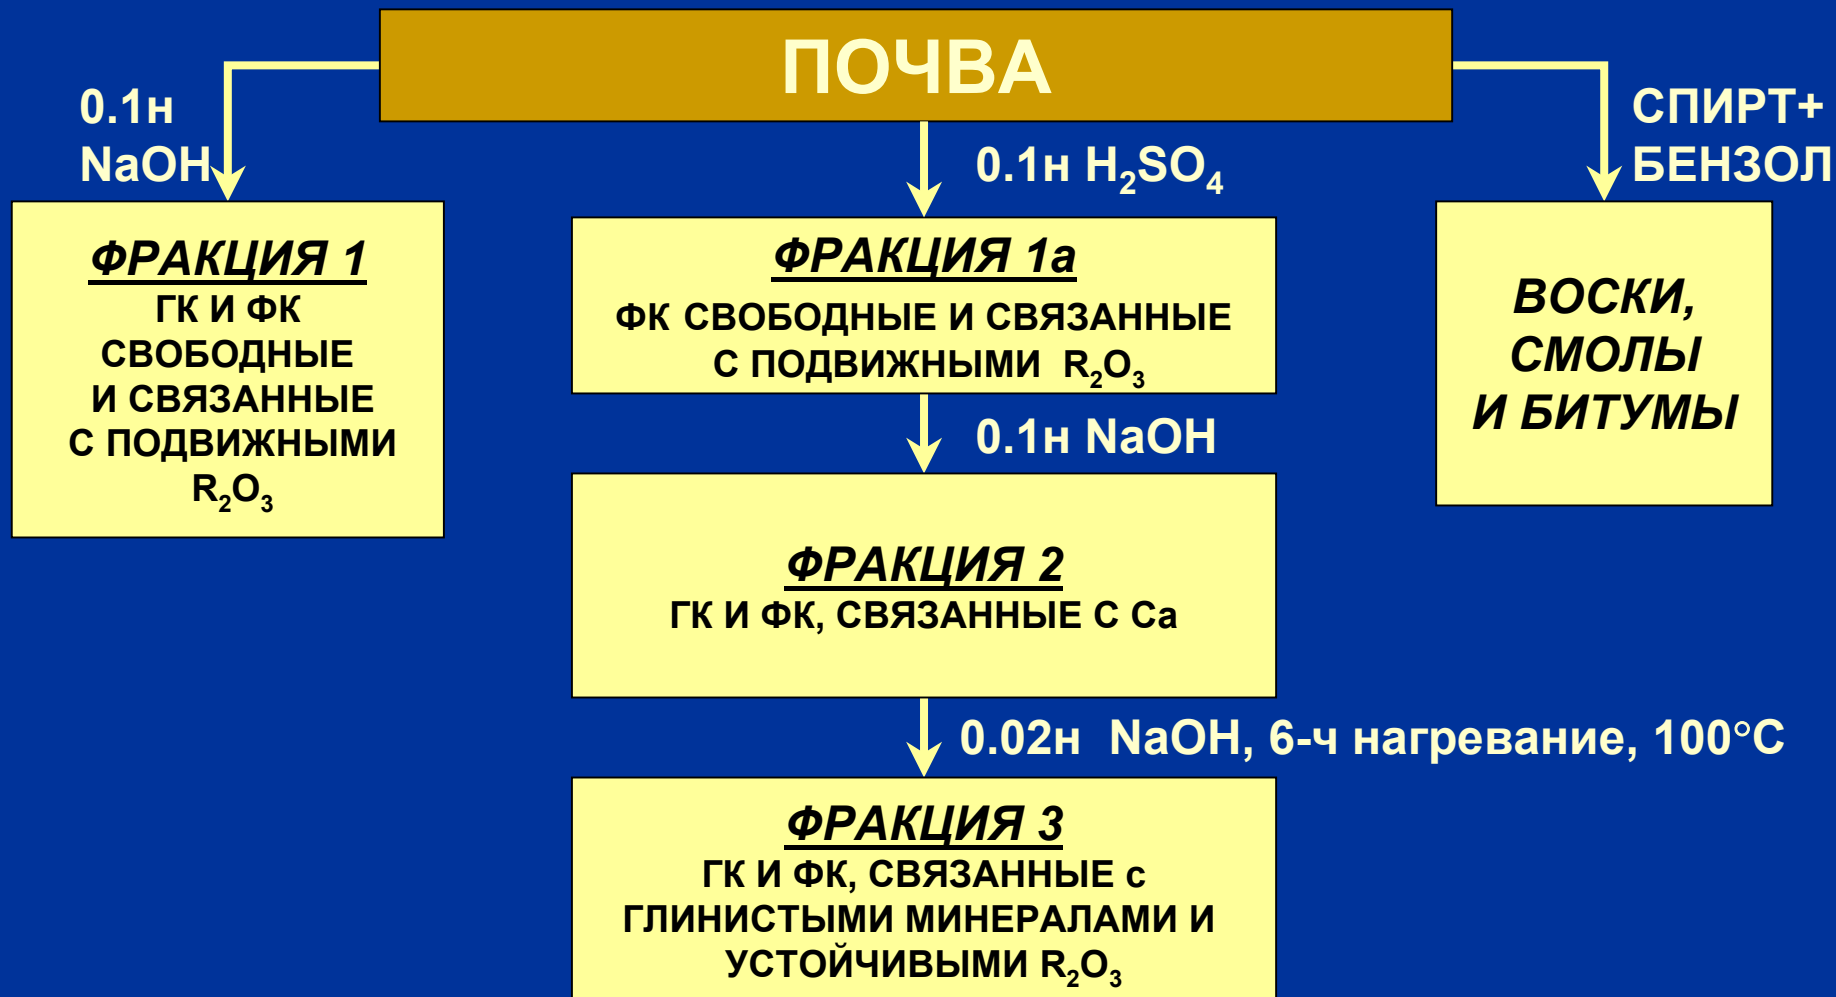 ПОЧВА
0.1н
NaOH
0.1н H₂SO₄
СПИРТ+
БЕНЗОЛ
ФРАКЦИЯ 1
ГК И ФК
СВОБОДНЫЕ
И СВЯЗАННЫЕ
С ПОДВИЖНЫМИ
R₂O₃
ФРАКЦИЯ 1а
ФК СВОБОДНЫЕ И СВЯЗАННЫЕ
С ПОДВИЖНЫМИ R₂O₃
ВОСКИ,
СМОЛЫ
И БИТУМЫ
0.1н NaOH
ФРАКЦИЯ 2
ГК И ФК, СВЯЗАННЫЕ С Са
0.02н NaOH, 6-ч нагревание, 100°С
ФРАКЦИЯ 3
ГК И ФК, СВЯЗАННЫЕ с
ГЛИНИСТЫМИ МИНЕРАЛАМИ И
УСТОЙЧИВЫМИ R₂O₃